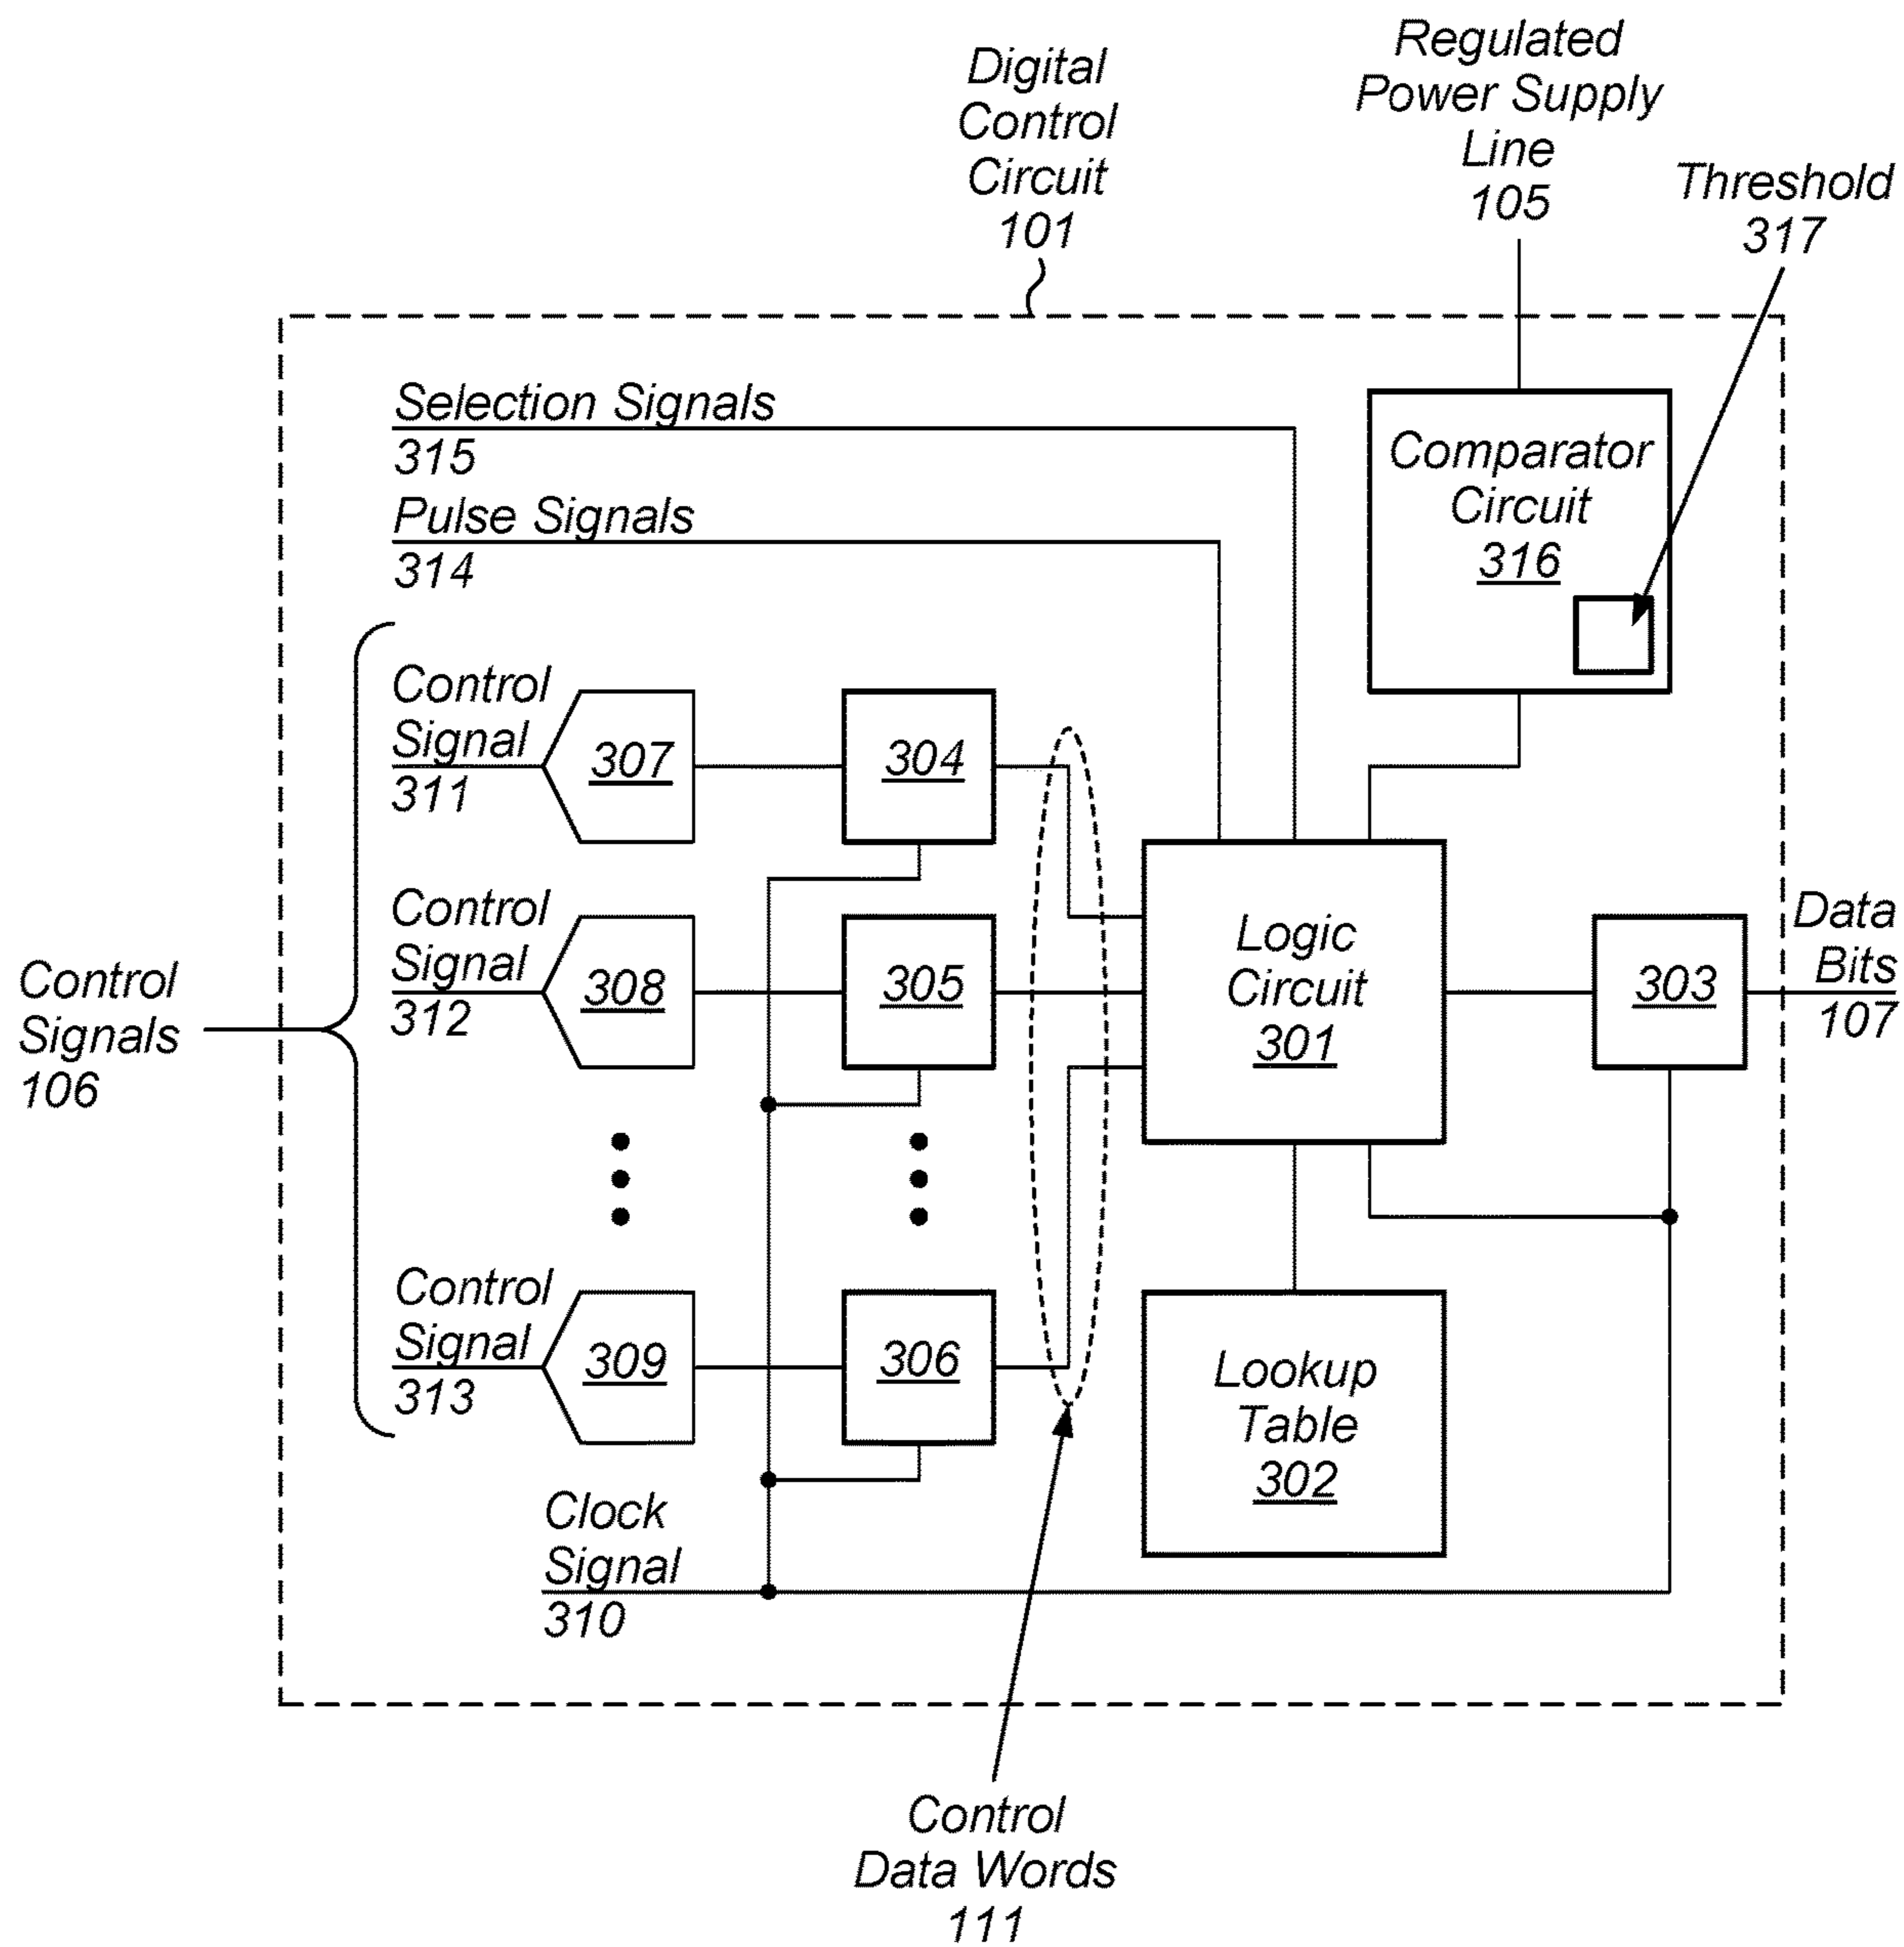 Digital
Control
Circuit
101
Regulated
Power Supply
Line
105
Threshold
317
Selection Signals
315
Pulse Signals
314
Comparator
Circuit
316
Control
Signal
311
307
304
Control
Signal
312
308
305
Logic
Circuit
301
303
Data
Bits
107
Control
Signals
106
Control
Signal
313
309
306
Lookup
Table
302
Clock
Signal
310
Control
Data Words
111